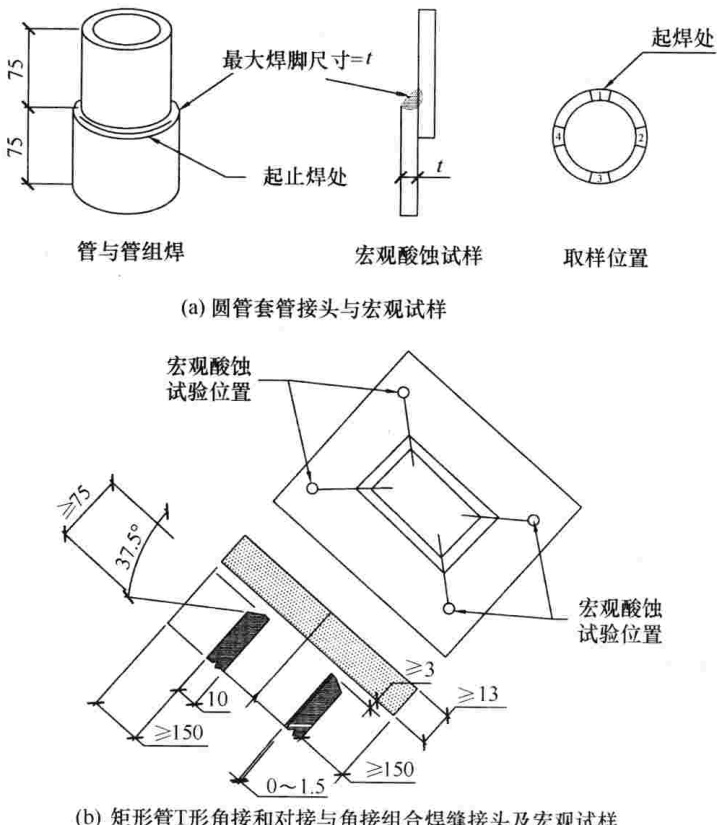 75
75
最大焊脚尺寸=t
起止焊处
t
起焊处
1
2
3
4
管与管组焊
宏观酸蚀试样
取样位置
(a) 圆管套管接头与宏观试样
宏观酸蚀
试验位置
≥75
37.5°
宏观酸蚀
试验位置
≥3
≥13
10
≥150
0～1.5
≥150
(b) 矩形管T形角接和对接与角接组合焊缝接头及宏观试样